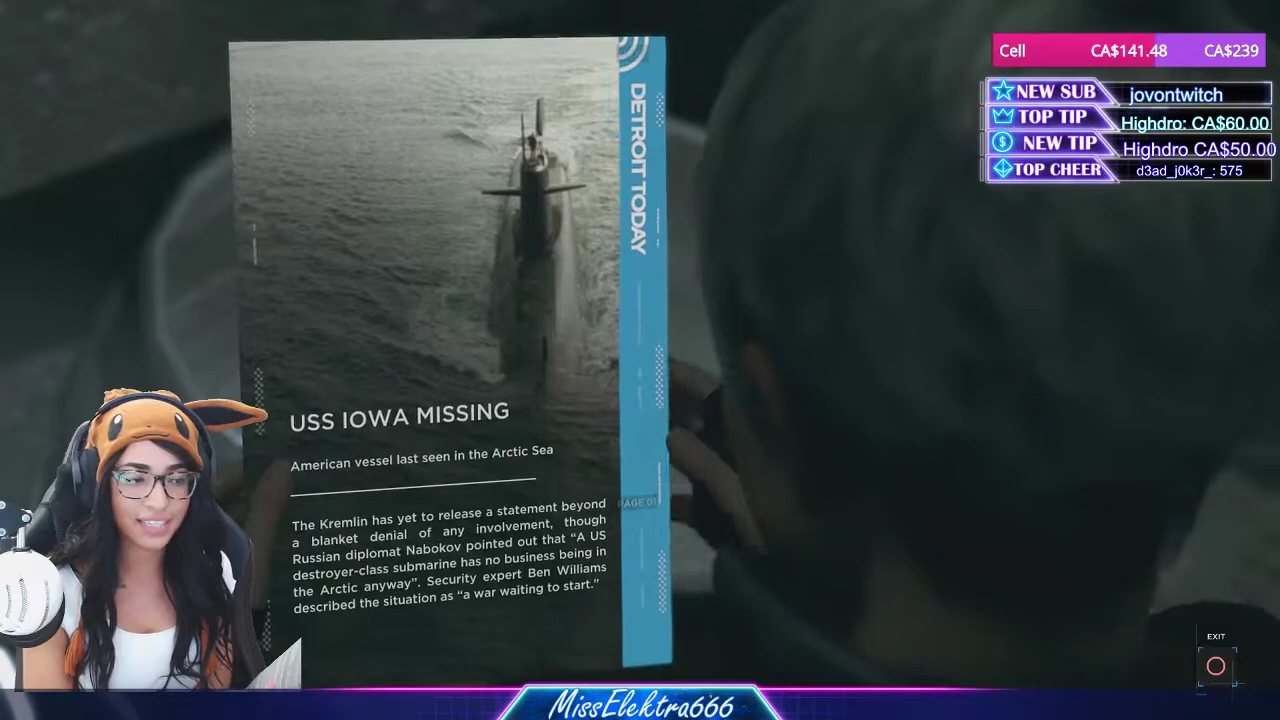 Cell CA$141.48 CA$239
NEW SUB jovontwitch
TOP TIP Highdro: CA$60.00
NEW TIP Highdro CA$50.00
TOP CHEER d3ad_j0k3r_: 575
DETROIT TODAY
USS IOWA MISSING
American vessel last seen in the Arctic Sea
The Kremlin has yet to release a statement beyond
a blanket denial of any involvement, though
Russian diplomat Nabokov pointed out that “A US
destroyer-class submarine has no business being in
the Arctic anyway”. Security expert Ben Williams
described the situation as “a war waiting to start.”
PAGE 01
EXIT
MissElektra666